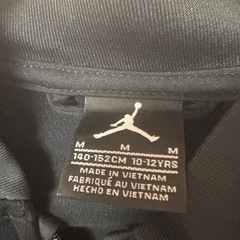 M M M
140-152CM 10-12YRS
MADE IN VIETNAM
FABRIQUÉ AU VIETNAM
HECHO EN VIETNAM